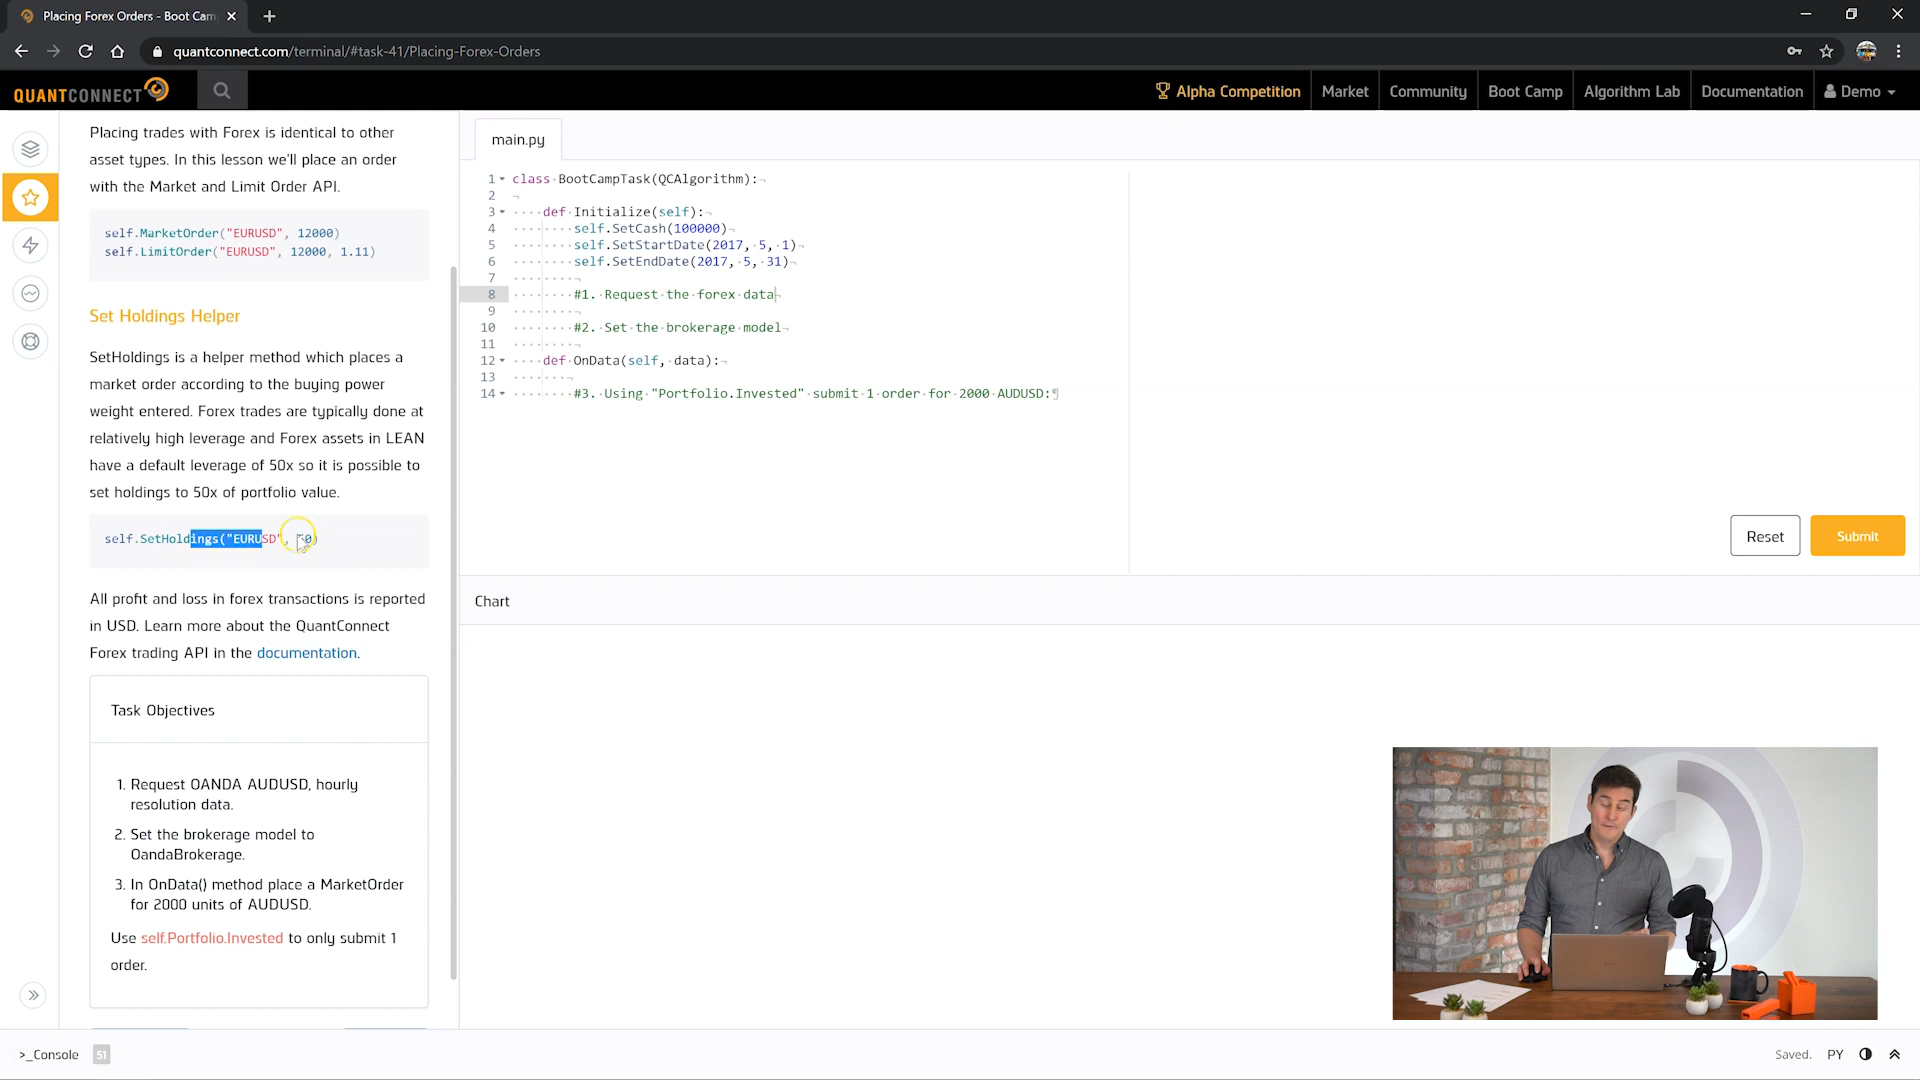 Placing Forex Orders - Boot Cam
quantconnect.com/terminal/#task-41/Placing-Forex-Orders
QUANTCONNECT
Alpha Competition
Market
Community
Boot Camp
Algorithm Lab
Documentation
Demo
Placing trades with Forex is identical to other
asset types. In this lesson we'll place an order
with the Market and Limit Order API.
self.MarketOrder("EURUSD", 12000)
self.LimitOrder("EURUSD", 12000, 1.11)
Set Holdings Helper
SetHoldings is a helper method which places a
market order according to the buying power
weight entered. Forex trades are typically done at
relatively high leverage and Forex assets in LEAN
have a default leverage of 50x so it is possible to
set holdings to 50x of portfolio value.
self.SetHoldings("EURUSD", 50)
All profit and loss in forex transactions is reported
in USD. Learn more about the QuantConnect
Forex trading API in the documentation.
Task Objectives
1. Request OANDA AUDUSD, hourly
resolution data.
2. Set the brokerage model to
OandaBrokerage.
3. In OnData() method place a MarketOrder
for 2000 units of AUDUSD.
Use self.Portfolio.Invested to only submit 1
order.
main.py
1 class BootCampTask(QCAlgorithm):
2
3 def Initialize(self):
4 self.SetCash(100000)
5 self.SetStartDate(2017, 5, 1)
6 self.SetEndDate(2017, 5, 31)
7
8 #1. Request the forex data
9
10 #2. Set the brokerage model
11
12 def OnData(self, data):
13
14 #3. Using "Portfolio.Invested" submit 1 order for 2000 AUDUSD:
Reset
Submit
Chart
>_Console 51
Saved.
PY